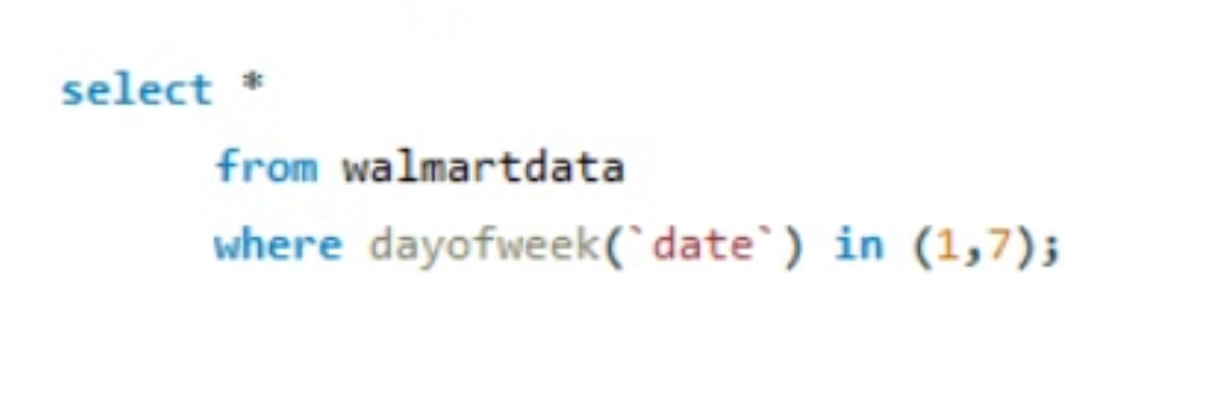 select *
from walmartdata
where dayofweek(`date`) in (1,7);